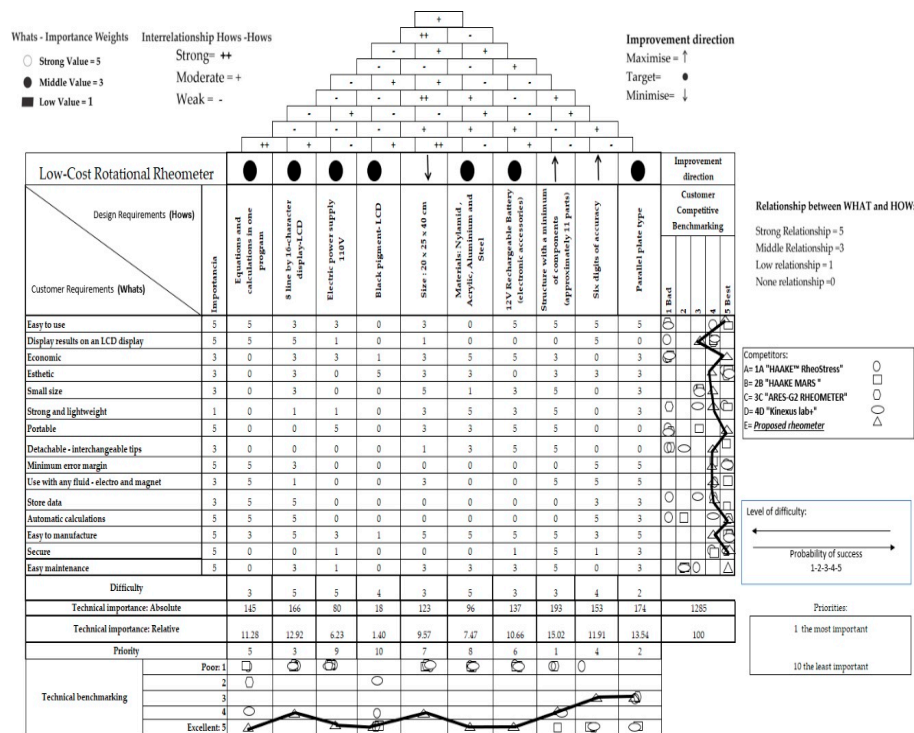 Whats - Importance Weights
Strong Value = 5
Middle Value = 3
Low Value = 1
Interrelationship Hows -Hows
Strong= ++
Moderate = +
Weak = -
Improvement direction
Maximise = ↑
Target= ●
Minimise= ↓
+
++ -
- + +
- - - +
- + + - -
- - ++ + - +
- + - + - + -
+ - - - - - - +
- - - + + + - +
++ + - + ++ - + - -
Low-Cost Rotational Rheometer
Improvement direction
Design Requirements (Hows)
Customer Requirements (Whats)
Importancia
Equations and calculations in one program
8 line by 16-character display-LCD
Electric power supply 110V
Black pigment- LCD
Size : 20 x 25 x 40 cm
Materials: Nylamid, Acrylic, Aluminium and Steel
12V Rechargeable Battery (electronic accessories)
Structure with a minimum of components (approximately 11 parts)
Six digits of accuracy
Parallel plate type
Customer Competitive Benchmarking
1 Bad
2
3
4
5 Best
Relationship between WHAT and HOW
Strong Relationship = 5
Middle Relationship =3
Low relationship = 1
None relationship =0
Easy to use 5 5 3 3 0 3 0 5 5 5 5
Display results on an LCD display 5 5 5 1 0 1 0 0 0 5 0
Economic 3 0 3 3 1 3 5 5 3 0 3
Esthetic 3 0 3 0 5 3 3 0 3 3 3
Small size 3 0 3 0 0 5 1 3 5 0 3
Strong and lightweight 1 0 1 1 0 3 5 3 5 0 3
Portable 5 0 0 5 0 3 3 5 5 0 3
Detachable - interchangeable tips 3 0 0 0 0 1 3 5 5 0 0
Minimum error margin 5 5 3 0 0 0 0 0 0 5 5
Use with any fluid - electro and magnet 3 5 1 0 0 3 0 0 5 5 5
Store data 3 5 5 0 0 0 0 0 0 3 3
Automatic calculations 5 5 5 0 0 0 0 0 0 5 3
Easy to manufacture 5 3 5 3 1 5 5 5 5 3 5
Secure 5 0 0 1 0 0 0 1 5 1 3
Easy maintenance 5 0 3 1 0 3 3 3 5 0 3
Difficulty 3 5 5 4 3 5 3 3 4 2
Technical importance: Absolute 145 166 80 18 123 96 137 193 153 174 1285
Technical importance: Relative 11.28 12.92 6.23 1.40 9.57 7.47 10.66 15.02 11.91 13.54 100
Priority 5 3 9 10 7 8 6 1 4 2
Technical benchmarking
Poor: 1
2
3
4
Excellent: 5
Competitors:
A= 1A "HAAKE™ RheoStress
B= 2B "HAAKE MARS "
C= 3C "ARES-G2 RHEOMETER
D= 4D "Kinexus lab+"
E= Proposed rheometer
Level of difficulty:
Probability of success
1-2-3-4-5
Priorities:
1 the most important
10 the least important